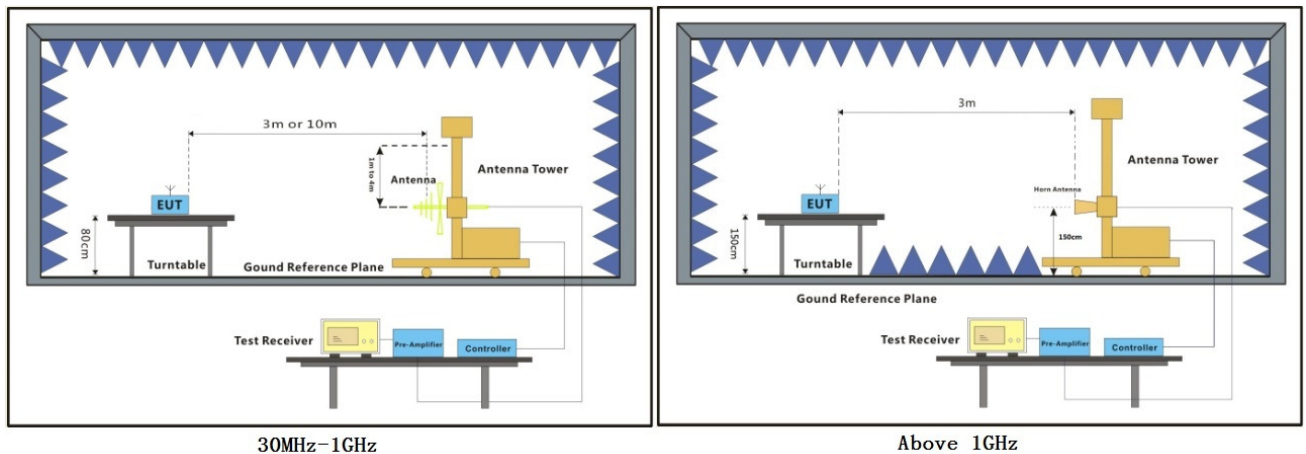 3m or 10m
1m to 4m
Antenna
Antenna Tower
EUT
80cm
Turntable
Gound Reference Plane
Test Receiver
Pre-Amplifier
Controller
30MHz-1GHz
3m
Antenna Tower
Horn Antenna
EUT
150cm
150cm
Turntable
Gound Reference Plane
Test Receiver
Pre-Amplifier
Controller
Above 1GHz